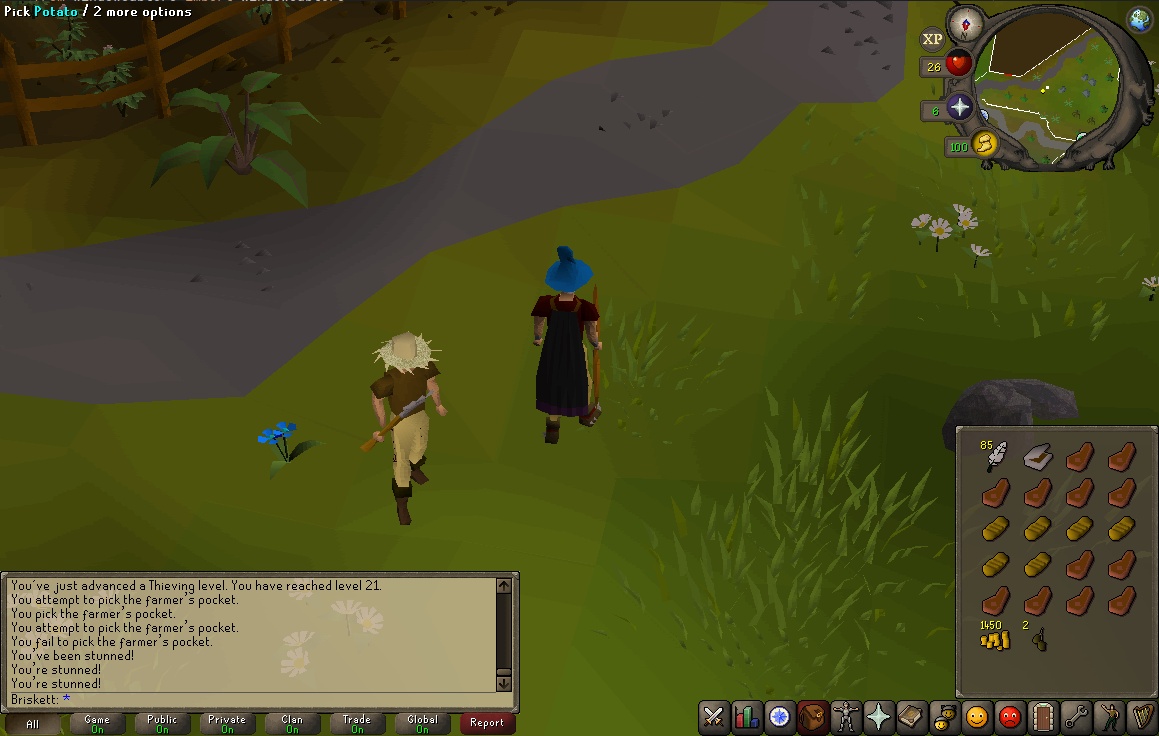 Pick Potato / 2 more options
N
XP
26
6
100
85
1450
2
You've just advanced a Thieving level. You have reached level 21.
You attempt to pick the farmer's pocket.
You pick the farmer's pocket.
You attempt to pick the farmer's pocket.
You fail to pick the farmer's pocket.
You've been stunned!
You're stunned!
You're stunned!
Briskett: *
All
Game
On
Public
On
Private
On
Clan
On
Trade
On
Global
On
Report